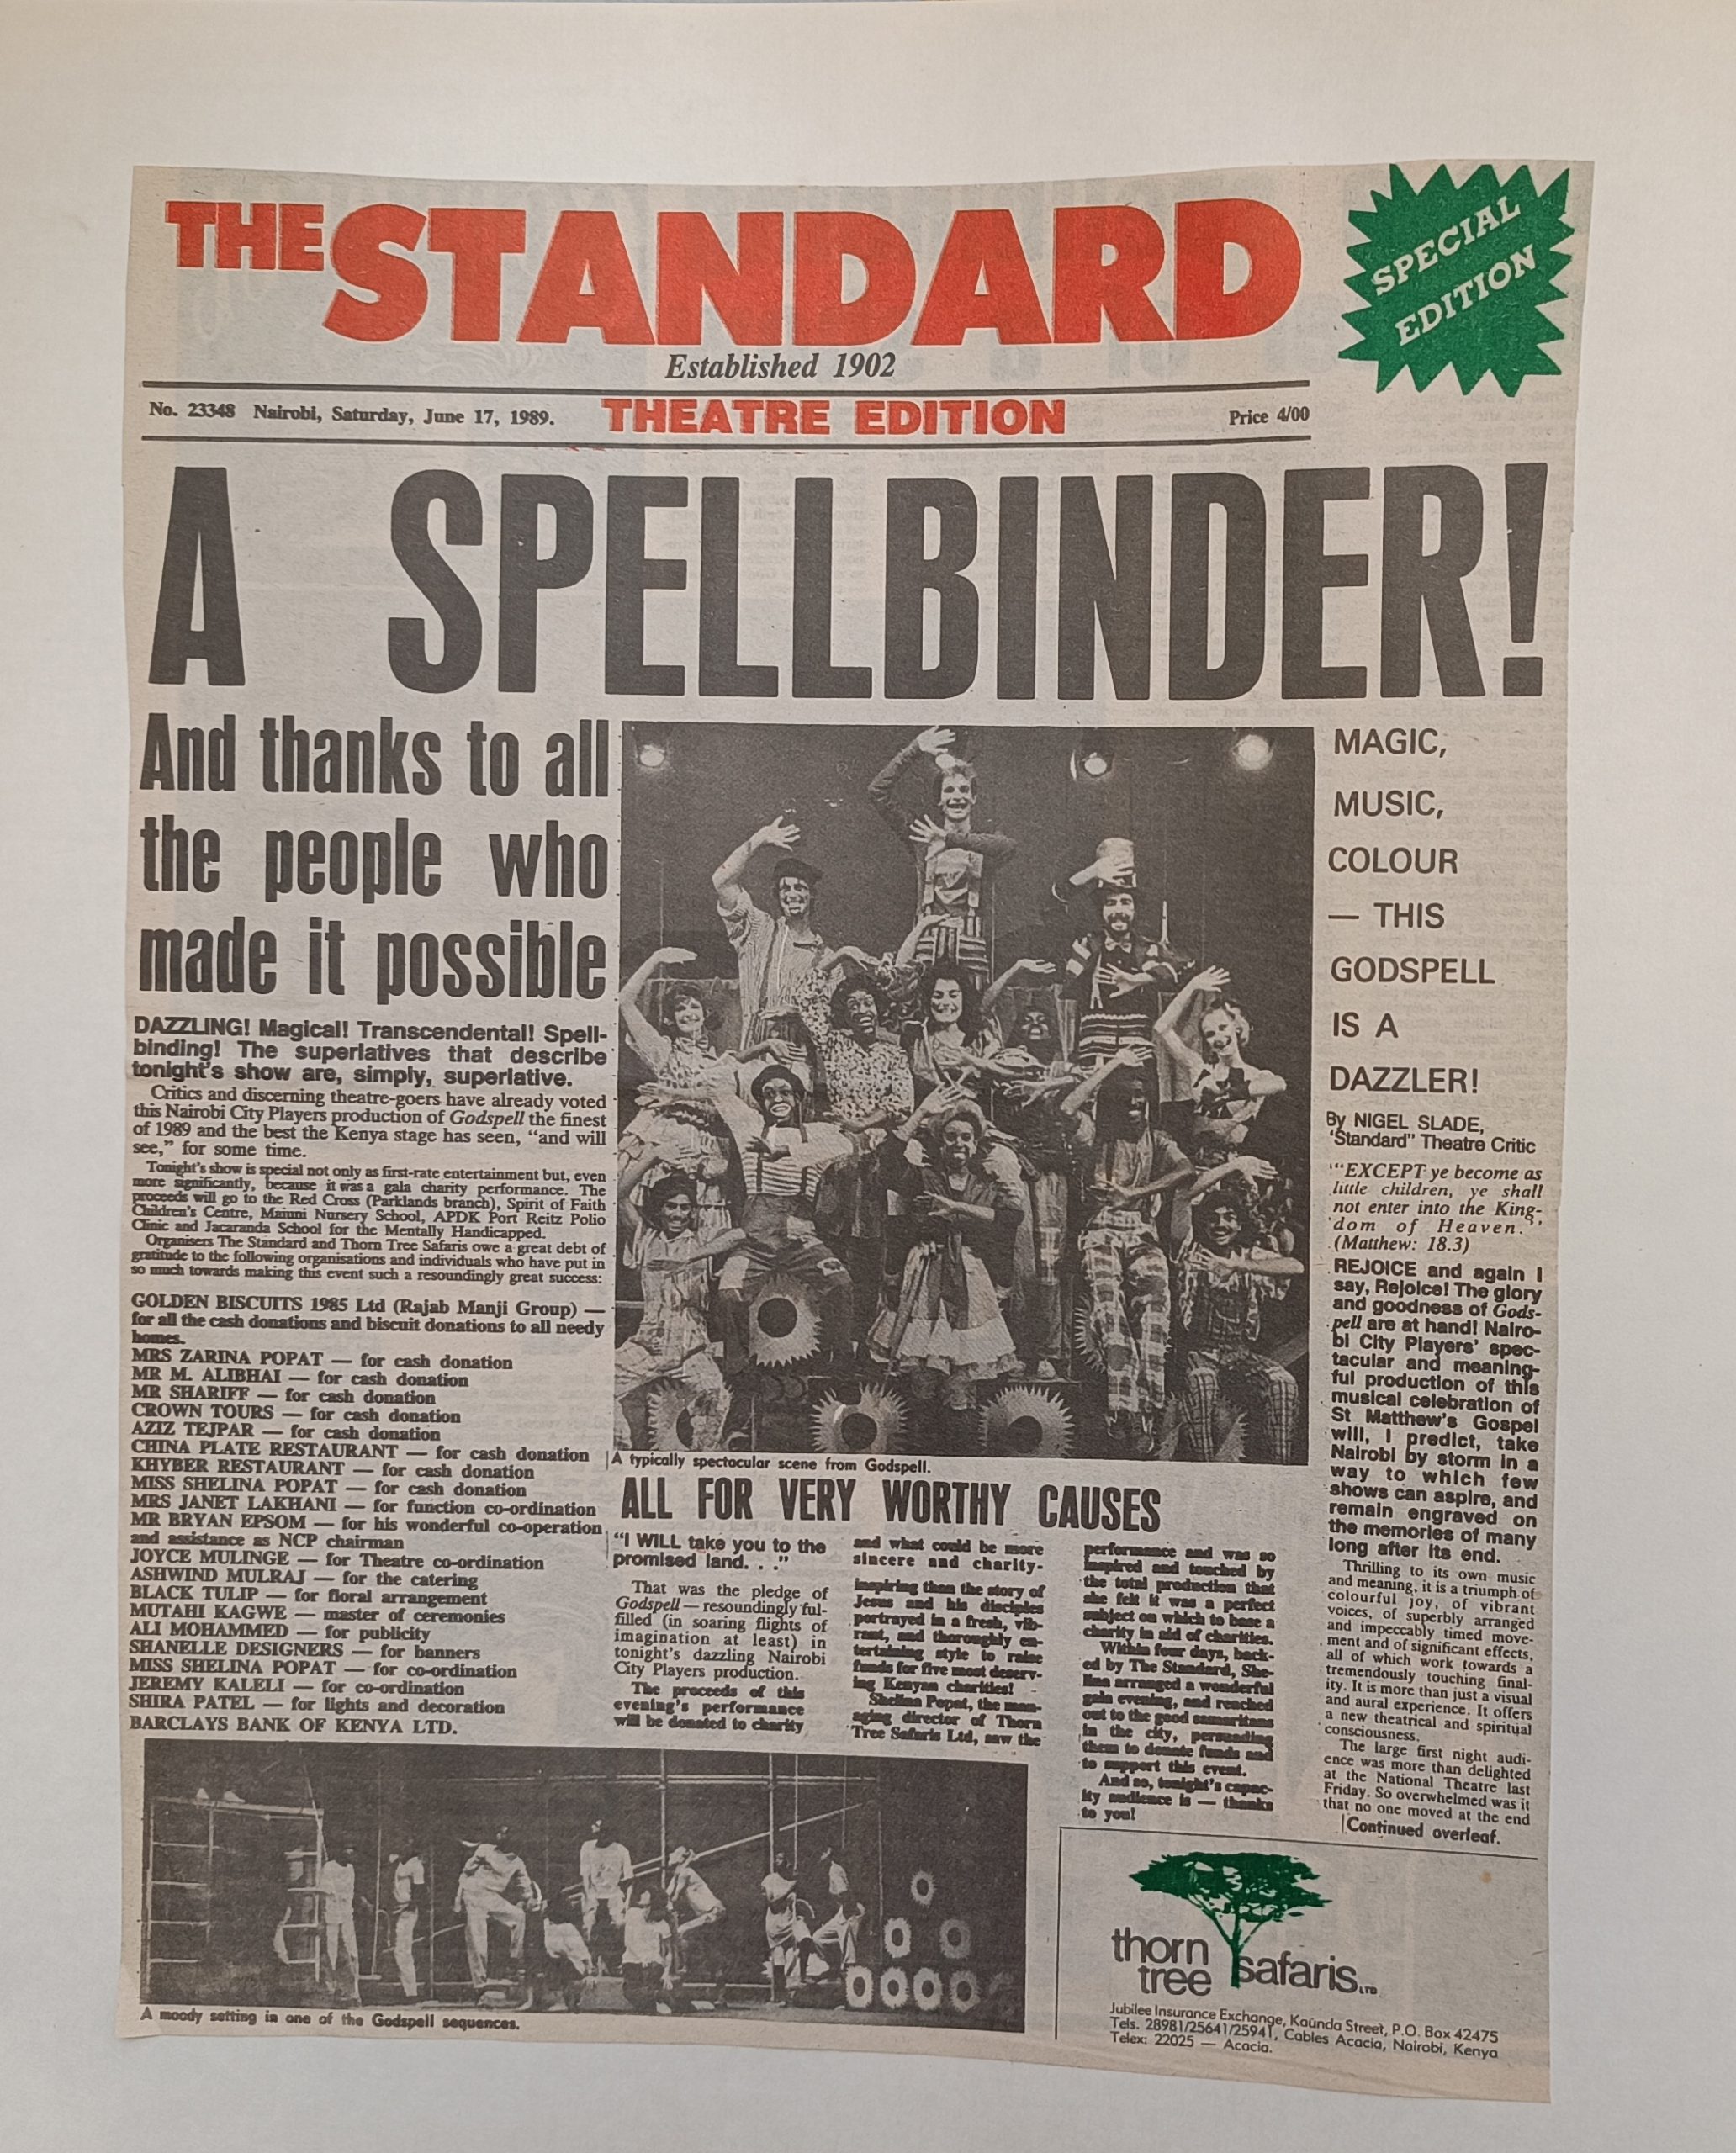 THE STANDARD
SPECIAL
EDITION
Established 1902
No. 23348 Nairobi, Saturday, June 17, 1989.
THEATRE EDITION
Price 4/00
A SPELLBINDER!
And thanks to all
the people who
made it possible
DAZZLING! Magical! Transcendental! Spell-
binding! The superlatives that describe
tonight's show are, simply, superlative.
Critics and discerning theatre-goers have already voted
this Nairobi City Players production of Godspell the finest
of 1989 and the best the Kenya stage has seen, "and will
see," for some time.
Tonight's show is special not only as first-rate entertainment but, even
more significantly, because it was a gala charity performance. The
proceeds will go to the Red Cross (Parklands branch), Spirit of Faith
Children's Centre, Maiuni Nursery School, APDK Port Reitz Polio
Clinic and Jacaranda School for the Mentally Handicapped.
Organisers The Standard and Thorn Tree Safaris owe a great debt of
gratitude to the following organisations and individuals who have put in
so much towards making this event such a resoundingly great success:
GOLDEN BISCUITS 1985 Ltd (Rajab Manji Group) —
for all the cash donations and biscuit donations to all needy
homes.
MRS ZARINA POPAT — for cash donation
MR M. ALIBHAI — for cash donation
MR SHARIFF — for cash donation
CROWN TOURS — for cash donation
AZIZ TEJPAR — for cash donation
CHINA PLATE RESTAURANT — for cash donation
KHYBER RESTAURANT — for cash donation
MISS SHELINA POPAT — for cash donation
MRS JANET LAKHANI — for function co-ordination
MR BRYAN EPSOM — for his wonderful co-operation
and assistance as NCP chairman
JOYCE MULINGE — for Theatre co-ordination
ASHWIND MULRAJ — for the catering
BLACK TULIP — for floral arrangement
MUTAHI KAGWE — master of ceremonies
ALI MOHAMMED — for publicity
SHANELLE DESIGNERS — for banners
MISS SHELINA POPAT — for co-ordination
JEREMY KALELI — for co-ordination
SHIRA PATEL — for lights and decoration
BARCLAYS BANK OF KENYA LTD.
A typically spectacular scene from Godspell.
ALL FOR VERY WORTHY CAUSES
"I WILL take you to the
promised land. . ."
That was the pledge of
Godspell — resoundingly ful-
filled (in soaring flights of
imagination at least) in
tonight's dazzling Nairobi
City Players production.
The proceeds of this
evening's performance
will be donated to charity
and what could be more
sincere and charity-
inspiring than the story of
Jesus and his disciples
portrayed in a fresh, vib-
rant, and thoroughly en-
tertaining style to raise
funds for five most deserv-
ing Kenyan charities!
Shelina Popat, the man-
aging director of Thorn
Tree Safaris Ltd, saw the
performance and was so
inspired and touched by
the total production that
she felt it was a perfect
subject on which to base a
charity in aid of charities.
Within four days, back-
ed by The Standard, She-
lina arranged a wonderful
gala evening, and reached
out to the good samaritans
in the city, persuading
them to donate funds and
to support this event.
And so, tonight's capac-
ity audience is — thanks
to you!
MAGIC,
MUSIC,
COLOUR
— THIS
GODSPELL
IS A
DAZZLER!
By NIGEL SLADE,
'Standard" Theatre Critic
"EXCEPT ye become as
little children, ye shall
not enter into the King-
dom of Heaven."
(Matthew: 18.3)
REJOICE and again I
say, Rejoice! The glory
and goodness of Gods-
pell are at hand! Nairo-
bi City Players' spec-
tacular and meaning-
ful production of this
musical celebration of
St Matthew's Gospel
will, I predict, take
Nairobi by storm in a
way to which few
shows can aspire, and
remain engraved on
the memories of many
long after its end.
Thrilling to its own music
and meaning, it is a triumph of
colourful joy, of vibrant
voices, of superbly arranged
and impeccably timed move-
ment and of significant effects,
all of which work towards a
tremendously touching final-
ity. It is more than just a visual
and aural experience. It offers
a new theatrical and spiritual
consciousness.
The large first night audi-
ence was more than delighted
at the National Theatre last
Friday. So overwhelmed was it
that no one moved at the end
Continued overleaf.
A moody setting in one of the Godspell sequences.
thorn
tree safaris LTD
Jubilee Insurance Exchange, Kaunda Street, P.O. Box 42475
Tels. 28981/25641/25941, Cables Acacia, Nairobi, Kenya
Telex: 22025 — Acacia.